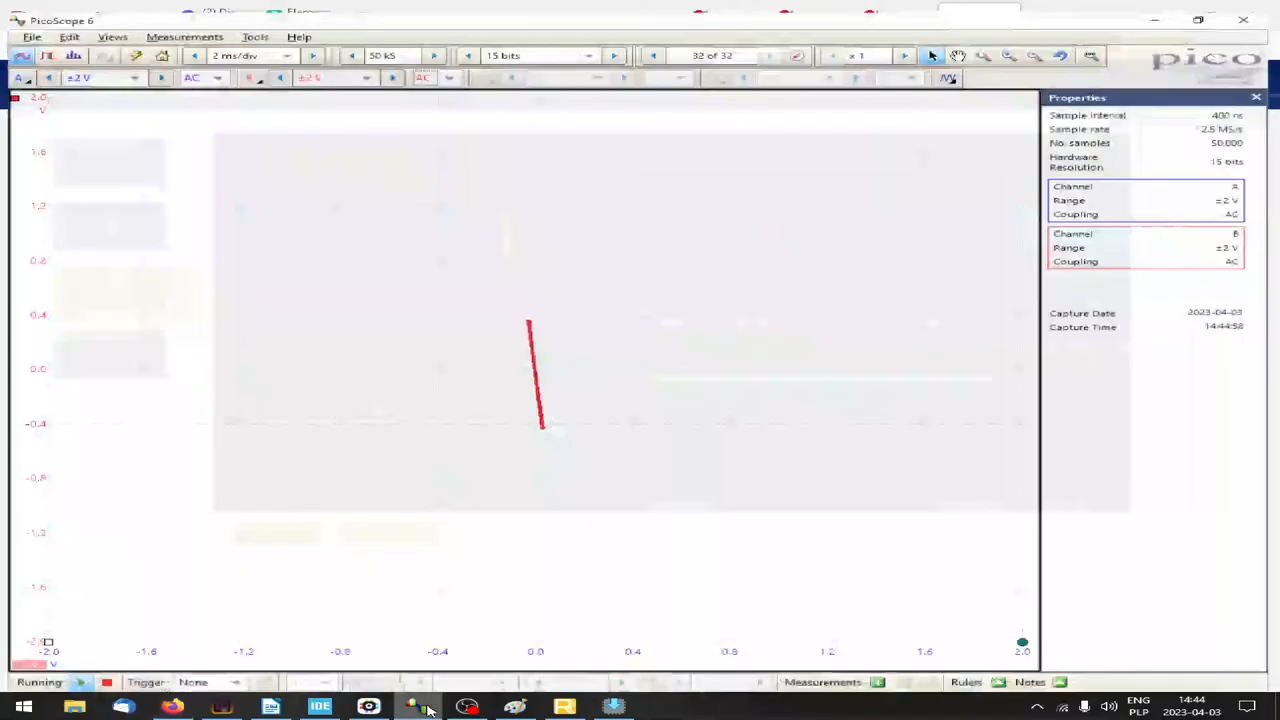 PicoScope 6
File Edit Views Measurements Tools Help
2 ms/div 50 kS 15 bits 32 of 32 x 1 pico
A ±2 V AC ±2 V AC
2.0
V
1.6
1.2
0.8
0.4
0.0
-0.4
-0.8
-1.2
-1.6
-2.0 -1.6 -0.8 -0.4 0.0 0.4 0.8 1.2 1.6 2.0
V
Properties
Sample interval 400 ns
Sample rate 2.5 MS/s
No. samples 50,000
Hardware Resolution 15 bits
Channel A
Range ±2 V
Coupling AC
Channel B
Range ±2 V
Coupling AC
Capture Date 2023-04-03
Capture Time 14:44:58
Running Trigger None Measurements Rulers Notes
IDE R ENG 14:44
PLP 2023-04-03